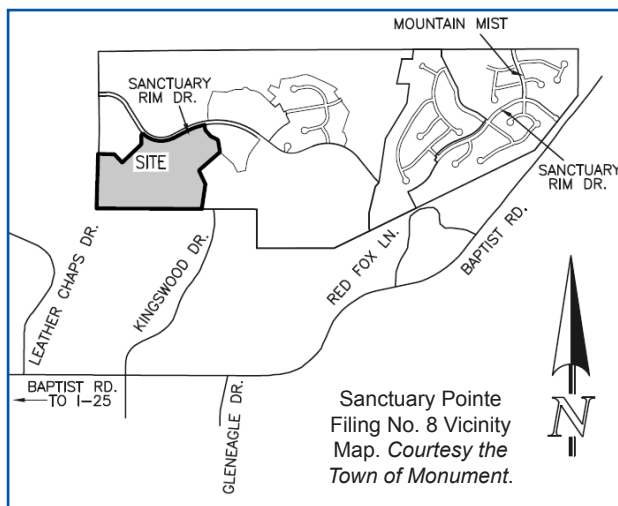 MOUNTAIN MIST
SANCTUARY
RIM DR.
SITE
SANCTUARY
RIM DR.
LEATHER CHAPS DR.
KINGSWOOD DR.
RED FOX LN.
BAPTIST RD.
BAPTIST RD.
TO I-25
GLENEAGLE DR.
Sanctuary Pointe
Filing No. 8 Vicinity
Map. Courtesy the
Town of Monument.
N